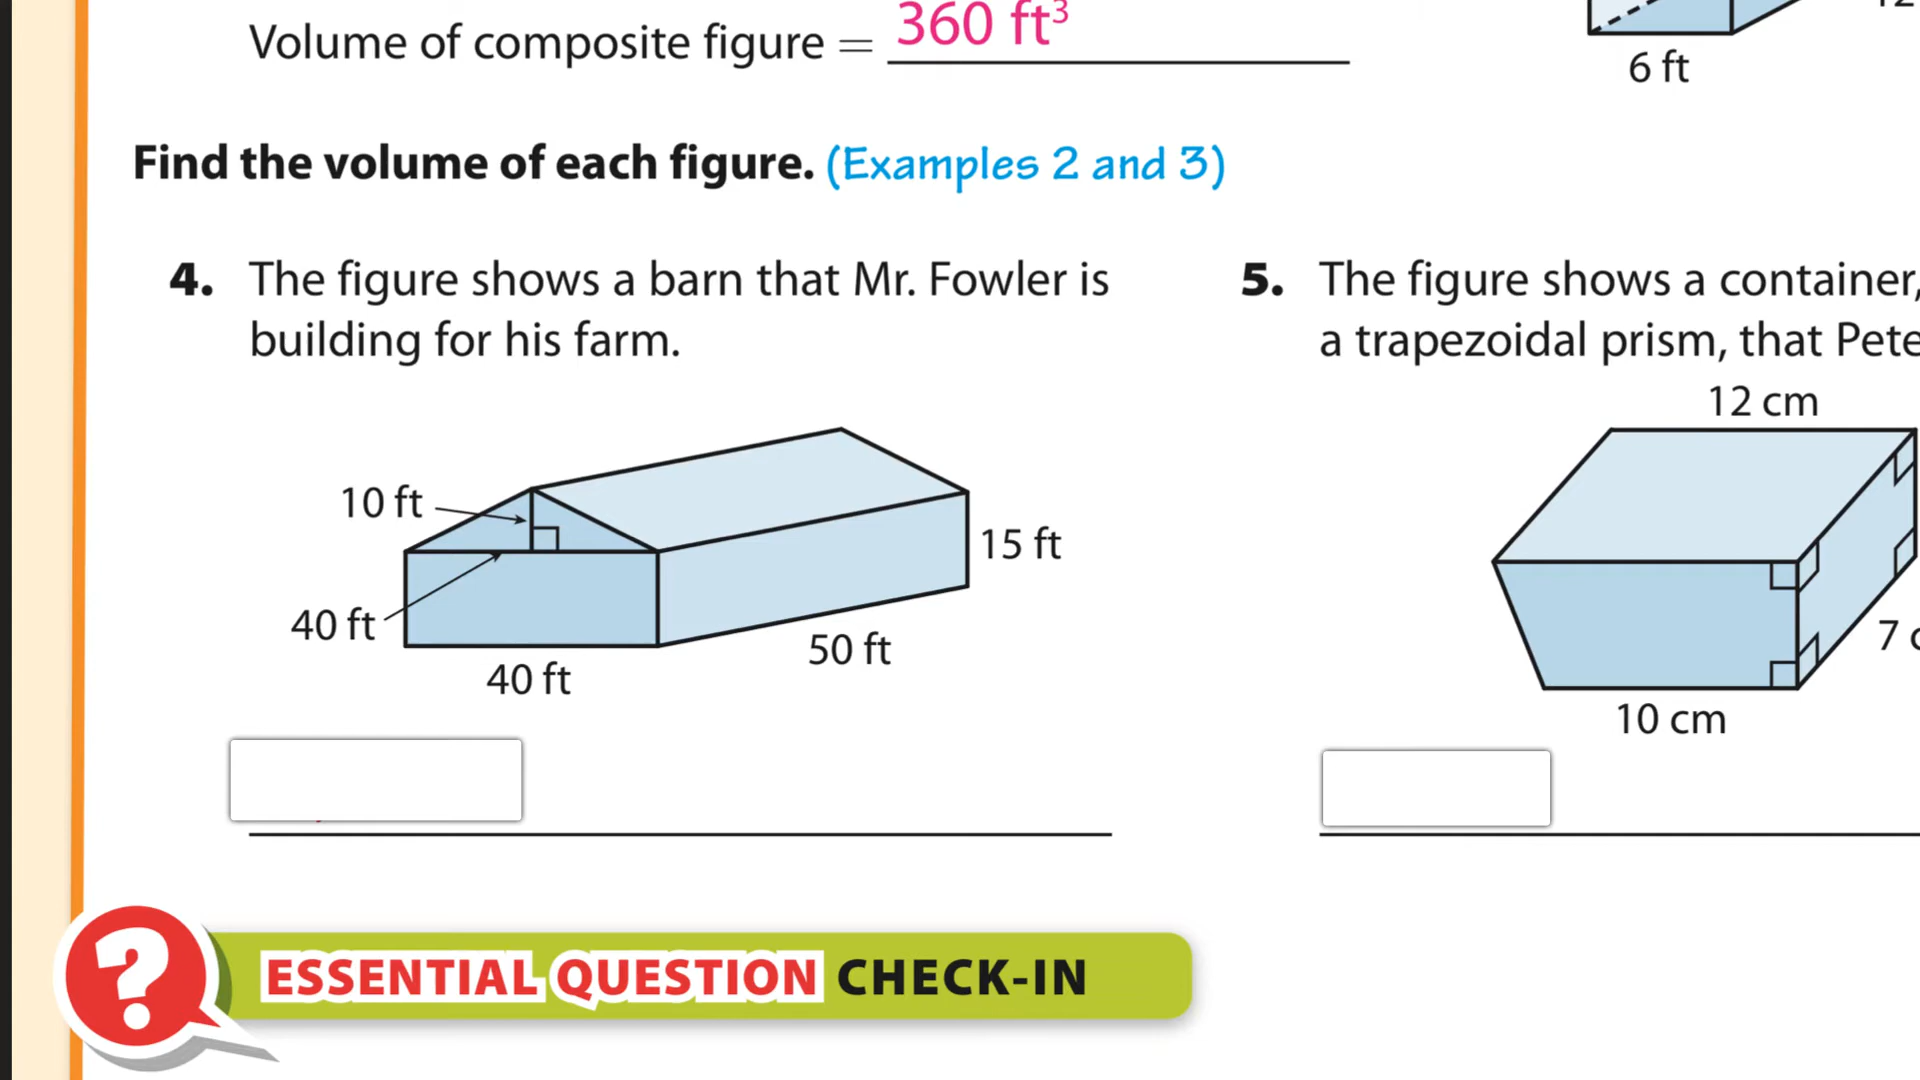 Volume of composite figure = 360 ft³
6 ft
Find the volume of each figure. (Examples 2 and 3)
4. The figure shows a barn that Mr. Fowler is
building for his farm.
10 ft
15 ft
40 ft
50 ft
40 ft
5. The figure shows a container,
a trapezoidal prism, that Pete
12 cm
7
10 cm
? ESSENTIAL QUESTION CHECK-IN